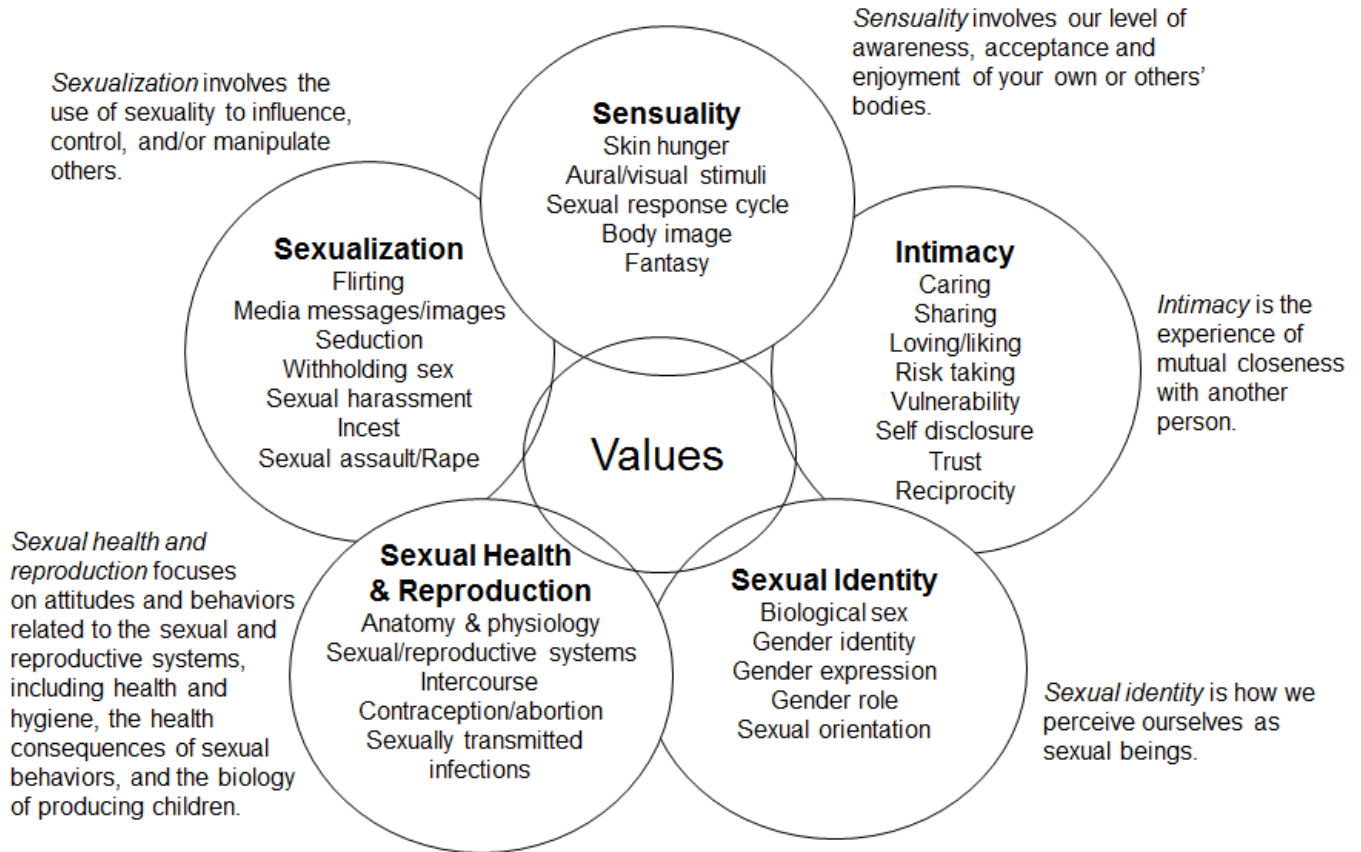 Sensuality involves our level of
awareness, acceptance and
enjoyment of your own or others’
bodies.
Sexualization involves the
use of sexuality to influence,
control, and/or manipulate
others.
Sensuality
Skin hunger
Aural/visual stimuli
Sexual response cycle
Body image
Fantasy
Sexualization
Flirting
Media messages/images
Seduction
Withholding sex
Sexual harassment
Incest
Sexual assault/Rape
Intimacy
Caring
Sharing
Loving/liking
Risk taking
Vulnerability
Self disclosure
Trust
Reciprocity
Intimacy is the
experience of
mutual closeness
with another
person.
Values
Sexual health and
reproduction focuses
on attitudes and behaviors
related to the sexual and
reproductive systems,
including health and
hygiene, the health
consequences of sexual
behaviors, and the biology
of producing children.
Sexual Health
& Reproduction
Anatomy & physiology
Sexual/reproductive systems
Intercourse
Contraception/abortion
Sexually transmitted
infections
Sexual Identity
Biological sex
Gender identity
Gender expression
Gender role
Sexual orientation
Sexual identity is how we
perceive ourselves as
sexual beings.